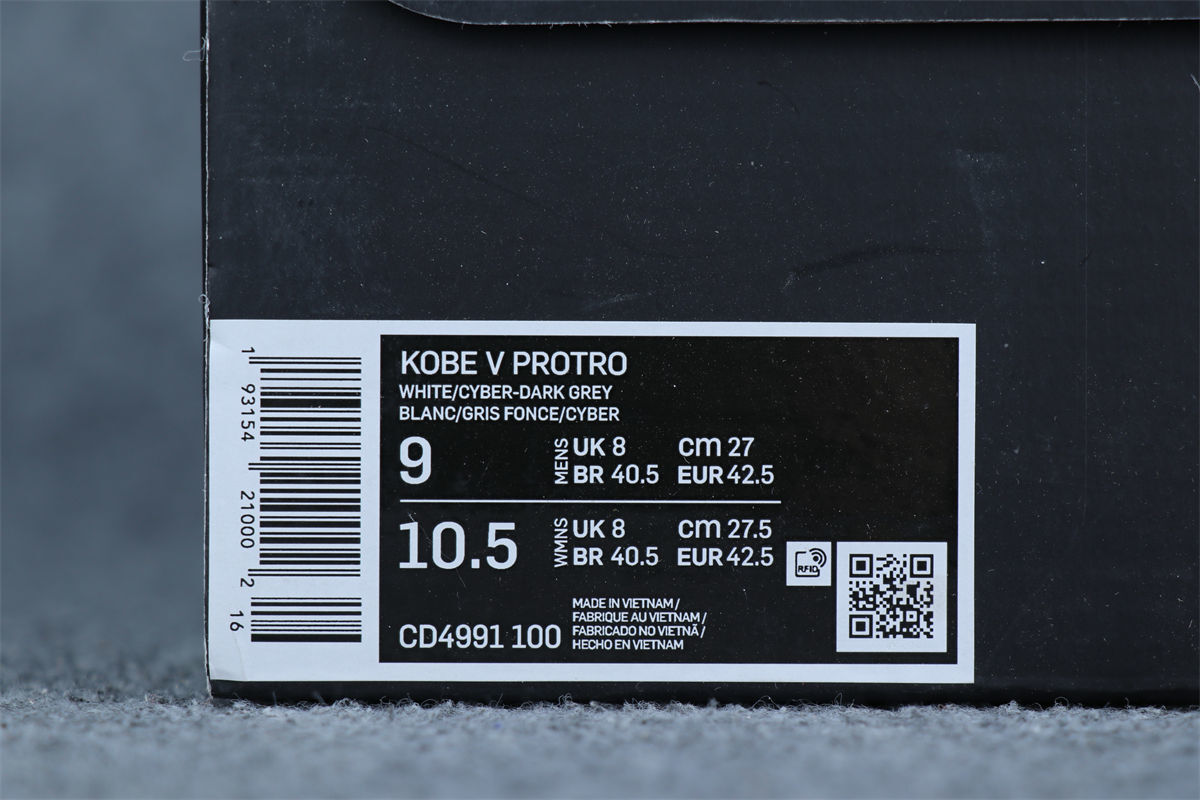 1 93154 21000 2 16
KOBE V PROTRO
WHITE/CYBER-DARK GREY
BLANC/GRIS FONCE/CYBER
9 MENS UK 8 cm 27
BR 40.5 EUR 42.5
10.5 WMNS UK 8 cm 27.5
BR 40.5 EUR 42.5
RFID
CD4991 100
MADE IN VIETNAM /
FABRIQUE AU VIETNAM /
FABRICADO NO VIETNÃ /
HECHO EN VIETNAM